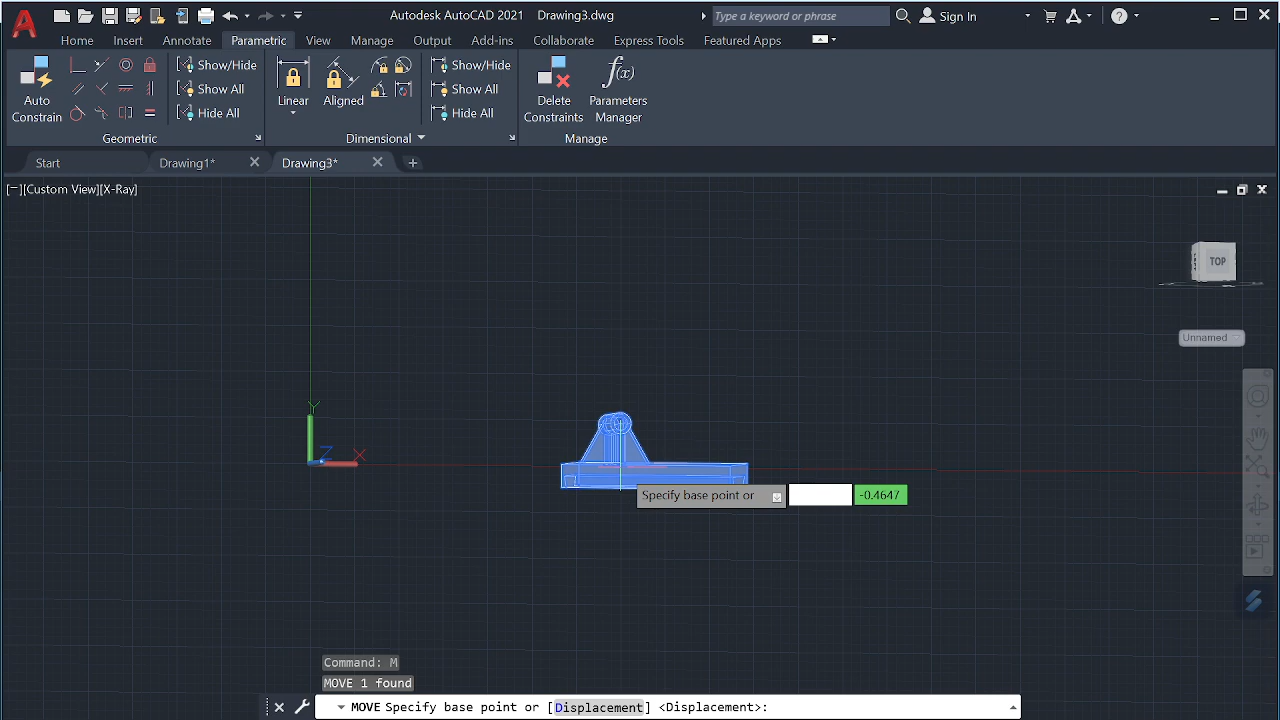 Autodesk AutoCAD 2021 Drawing3.dwg Type a keyword or phrase Sign In
Home Insert Annotate Parametric View Manage Output Add-ins Collaborate Express Tools Featured Apps
Auto
Constrain
Show/Hide
Show All
Hide All
Geometric
Linear
Aligned
Show/Hide
Show All
Hide All
Dimensional
Delete
Constraints
Parameters
Manager
Manage
Start Drawing1* Drawing3*
[−][Custom View][X-Ray]
TOP
Unnamed
Y
Z
X
Specify base point or -0.4647
Command: M
MOVE 1 found
MOVE Specify base point or [Displacement] <Displacement>: